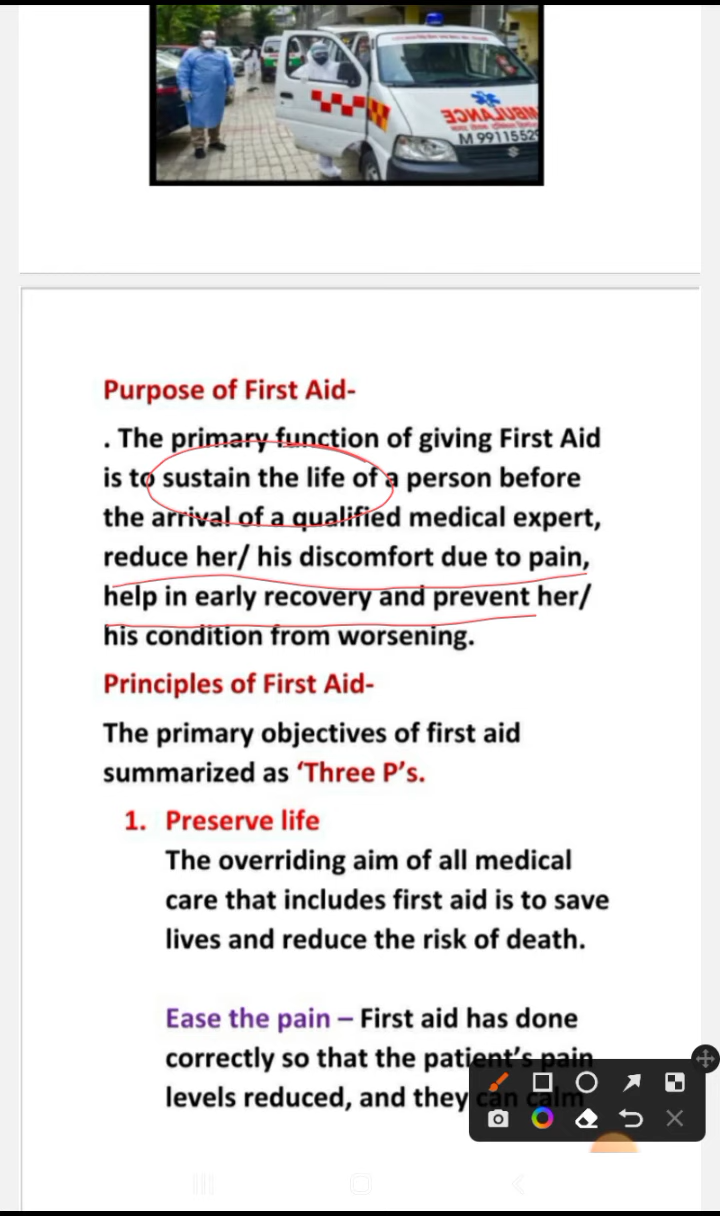 AMBULANCE
M 9911552
Purpose of First Aid-
. The primary function of giving First Aid
is to sustain the life of a person before
the arrival of a qualified medical expert,
reduce her/ his discomfort due to pain,
help in early recovery and prevent her/
his condition from worsening.
Principles of First Aid-
The primary objectives of first aid
summarized as ‘Three P’s.
1. Preserve life
The overriding aim of all medical
care that includes first aid is to save
lives and reduce the risk of death.
Ease the pain – First aid has done
correctly so that the patient’s pain
levels reduced, and they can calm